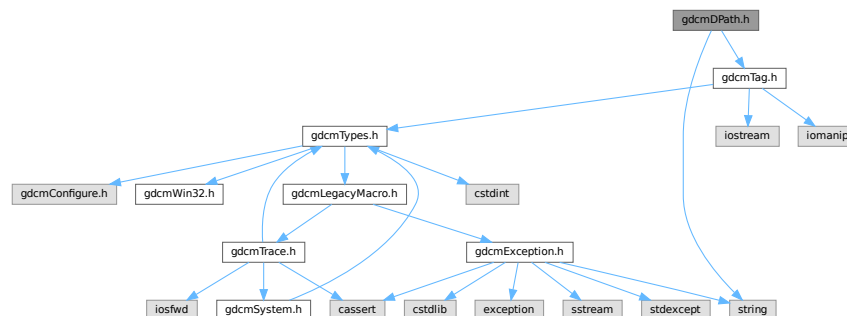 gdcmDPath.h
gdcmTag.h
gdcmTypes.h
iostream
iomanip
gdcmConfigure.h
gdcmWin32.h
gdcmLegacyMacro.h
cstdint
gdcmTrace.h
gdcmException.h
iosfwd
gdcmSystem.h
cassert
cstdlib
exception
sstream
stdexcept
string